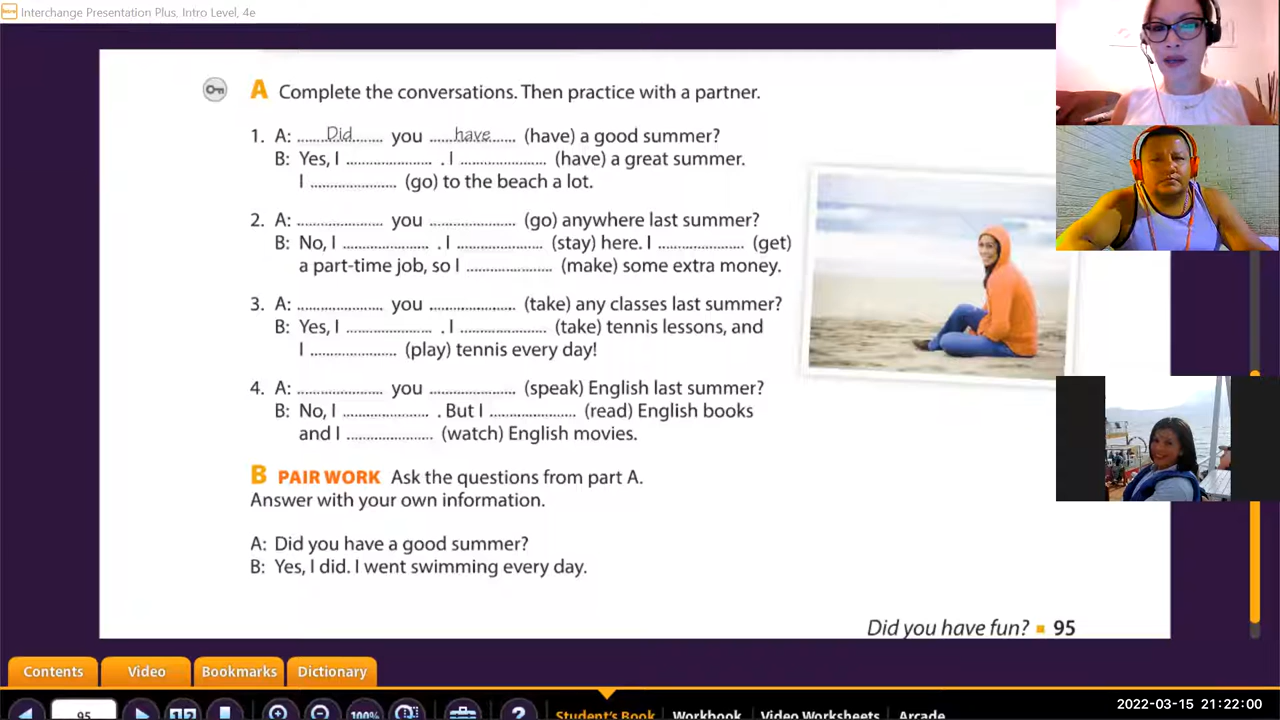 Interchange Presentation Plus, Intro Level, 4e
A Complete the conversations. Then practice with a partner.
1. A: .....Did..... you .....have..... (have) a good summer?
B: Yes, I ..................... . I ..................... (have) a great summer.
I ..................... (go) to the beach a lot.
2. A: ..................... you ..................... (go) anywhere last summer?
B: No, I ..................... . I ..................... (stay) here. I ..................... (get)
a part-time job, so I ..................... (make) some extra money.
3. A: ..................... you ..................... (take) any classes last summer?
B: Yes, I ..................... . I ..................... (take) tennis lessons, and
I ..................... (play) tennis every day!
4. A: ..................... you ..................... (speak) English last summer?
B: No, I ..................... . But I ..................... (read) English books
and I ..................... (watch) English movies.
B PAIR WORK Ask the questions from part A.
Answer with your own information.
A: Did you have a good summer?
B: Yes, I did. I went swimming every day.
Did you have fun? 95
Contents Video Bookmarks Dictionary
95 100% ? Student's Book Workbook Video Worksheets Arcade
2022-03-15 21:22:00